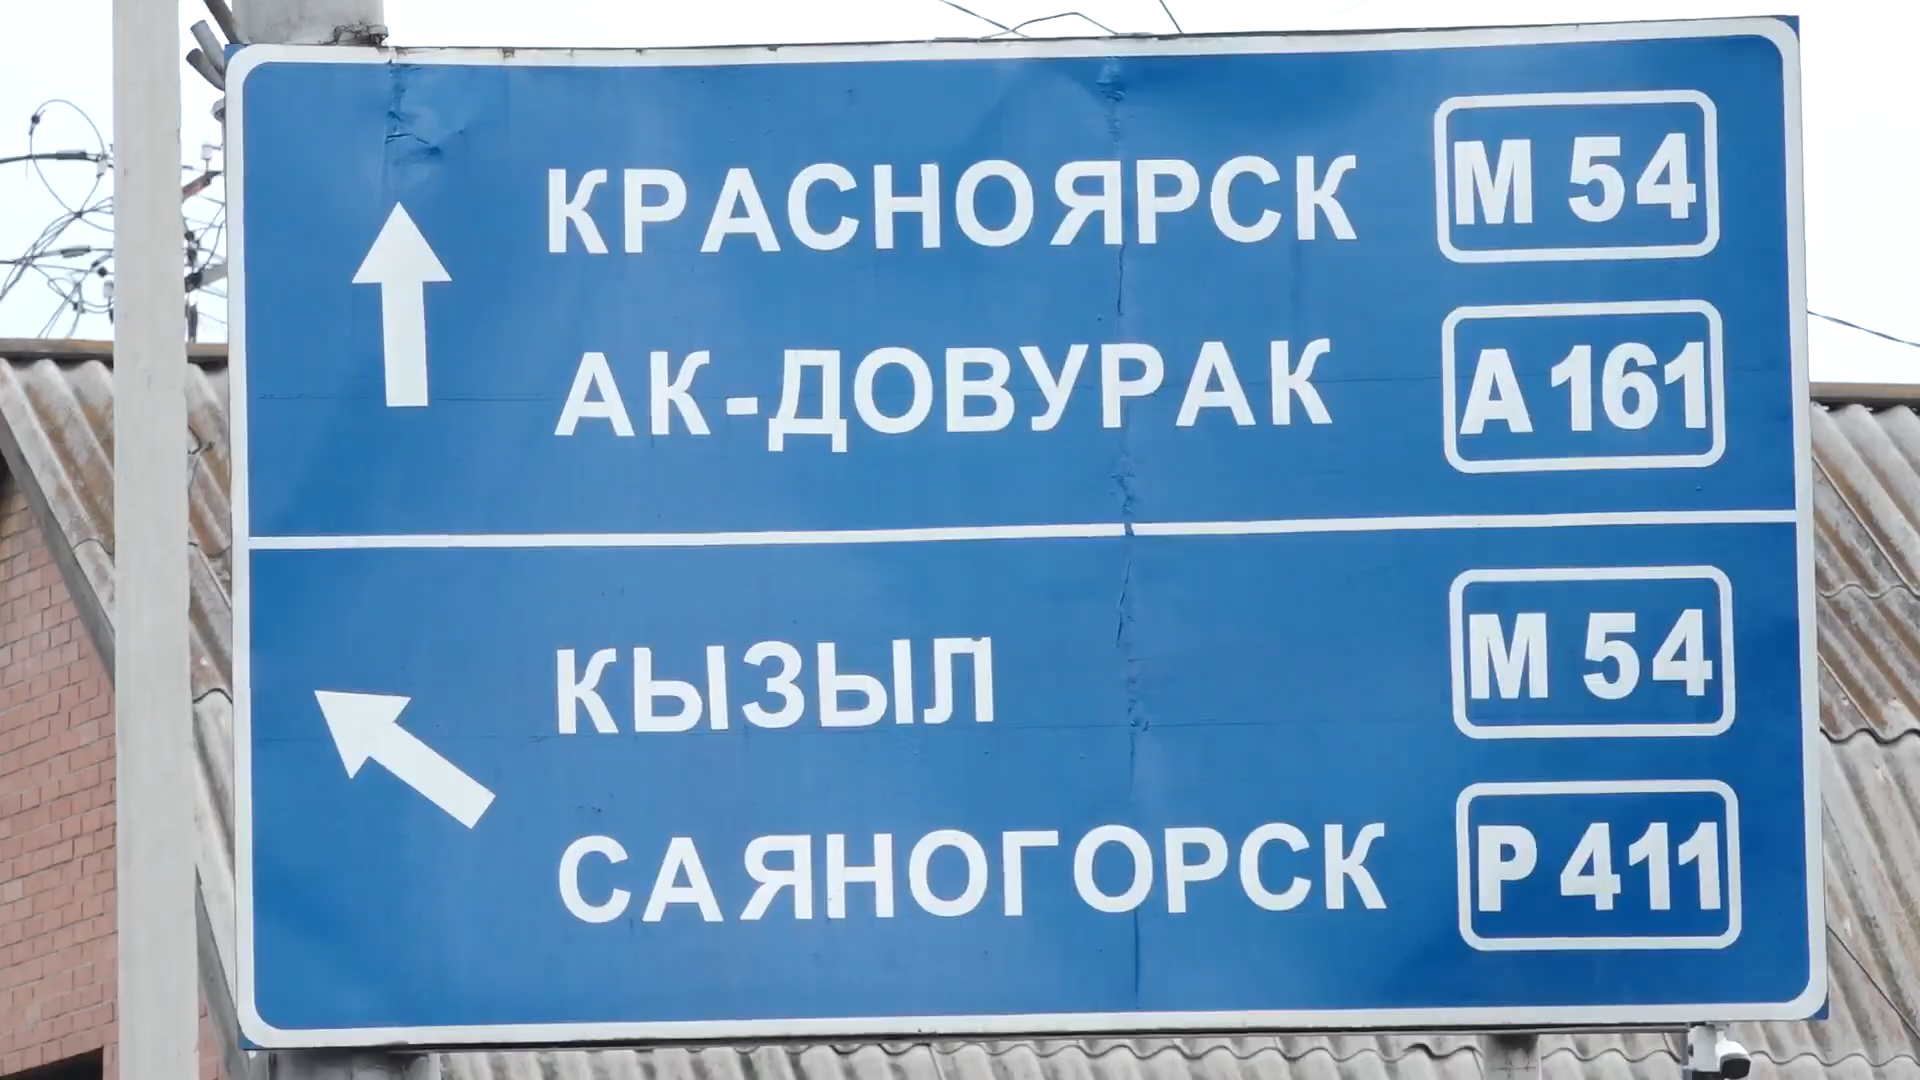 КРАСНОЯРСК М 54
АК-ДОВУРАК А 161
КЫЗЫЛ М 54
САЯНОГОРСК Р 411